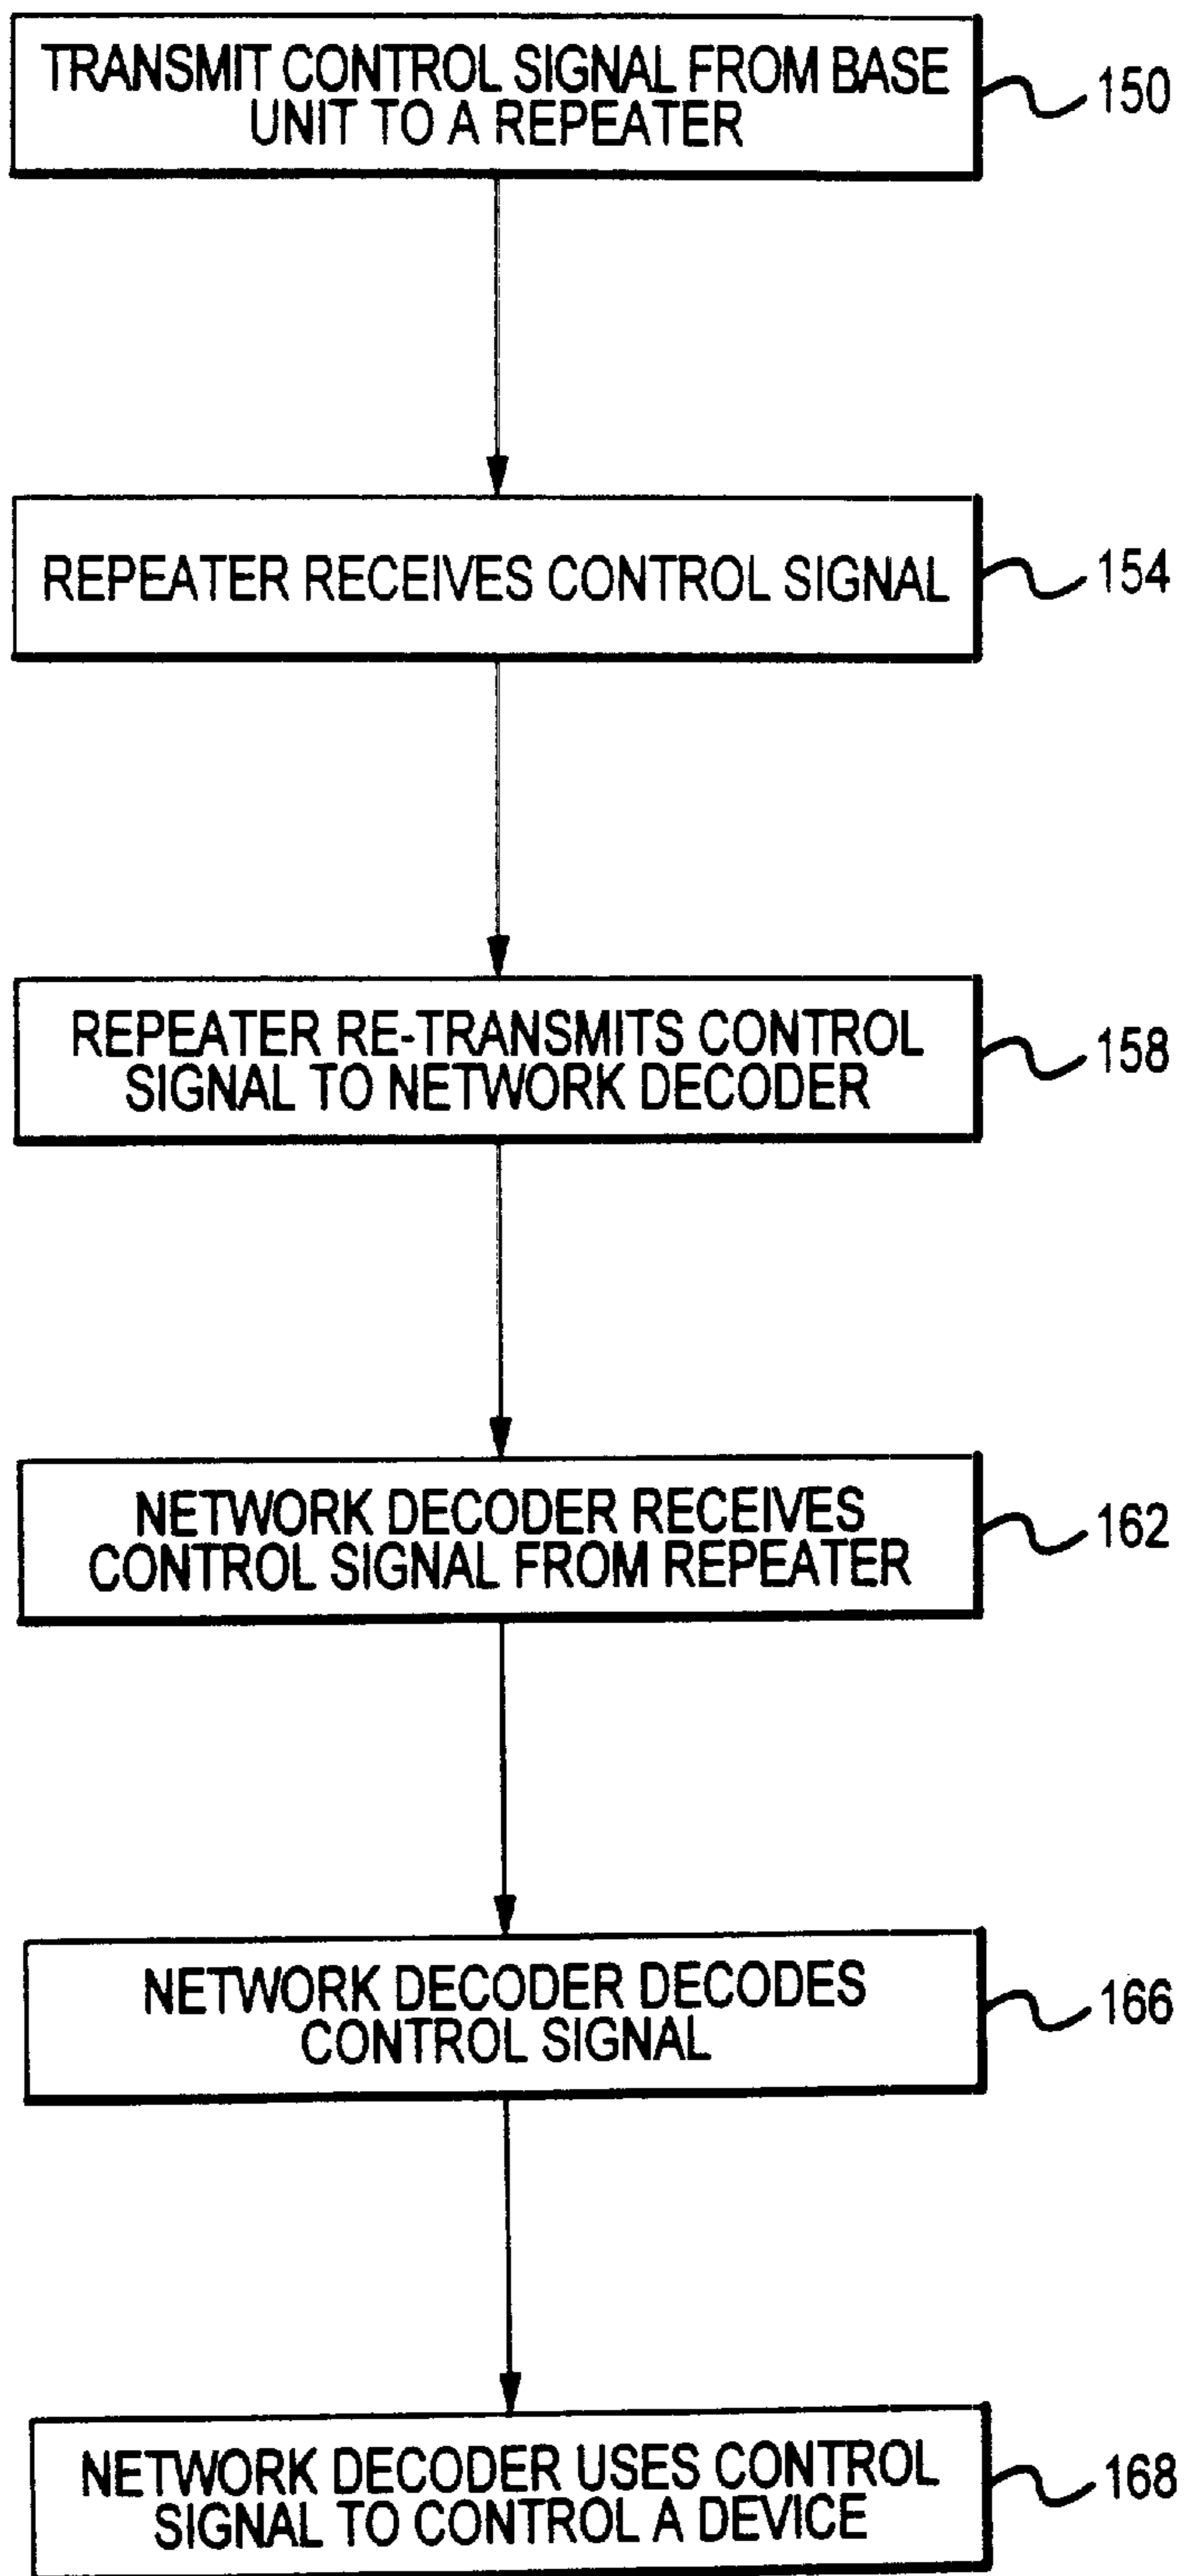 TRANSMIT CONTROL SIGNAL FROM BASE
UNIT TO A REPEATER
150
REPEATER RECEIVES CONTROL SIGNAL
154
REPEATER RE-TRANSMITS CONTROL
SIGNAL TO NETWORK DECODER
158
NETWORK DECODER RECEIVES
CONTROL SIGNAL FROM REPEATER
162
NETWORK DECODER DECODES
CONTROL SIGNAL
166
NETWORK DECODER USES CONTROL
SIGNAL TO CONTROL A DEVICE
168